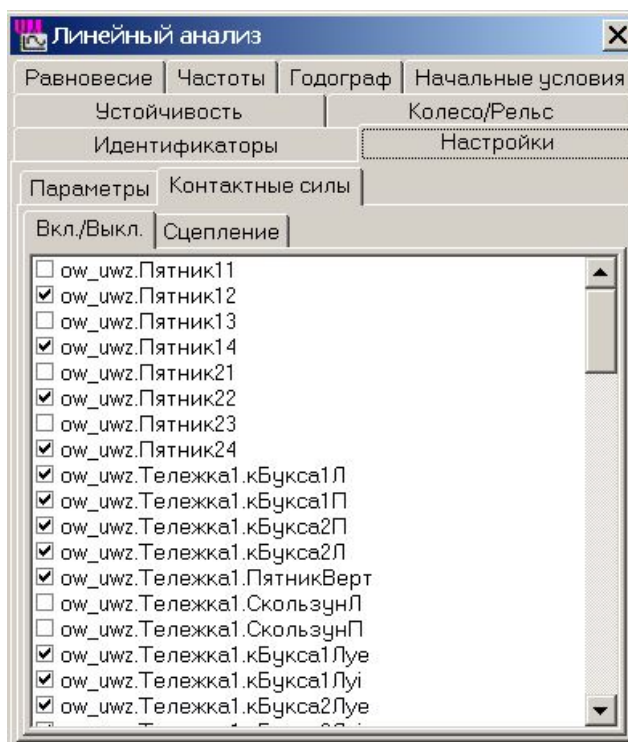 Линейный анализ
Равновесие Частоты Годограф Начальные условия
Устойчивость Колесо/Рельс
Идентификаторы Настройки
Параметры Контактные силы
Вкл./Выкл. Сцепление
ow_uwz.Пятник11
ow_uwz.Пятник12
ow_uwz.Пятник13
ow_uwz.Пятник14
ow_uwz.Пятник21
ow_uwz.Пятник22
ow_uwz.Пятник23
ow_uwz.Пятник24
ow_uwz.Тележка1.кБукса1Л
ow_uwz.Тележка1.кБукса1П
ow_uwz.Тележка1.кБукса2П
ow_uwz.Тележка1.кБукса2Л
ow_uwz.Тележка1.ПятникВерт
ow_uwz.Тележка1.СкользунЛ
ow_uwz.Тележка1.СкользунП
ow_uwz.Тележка1.кБукса1Лye
ow_uwz.Тележка1.кБукса1Лyi
ow_uwz.Тележка1.кБукса2Лye